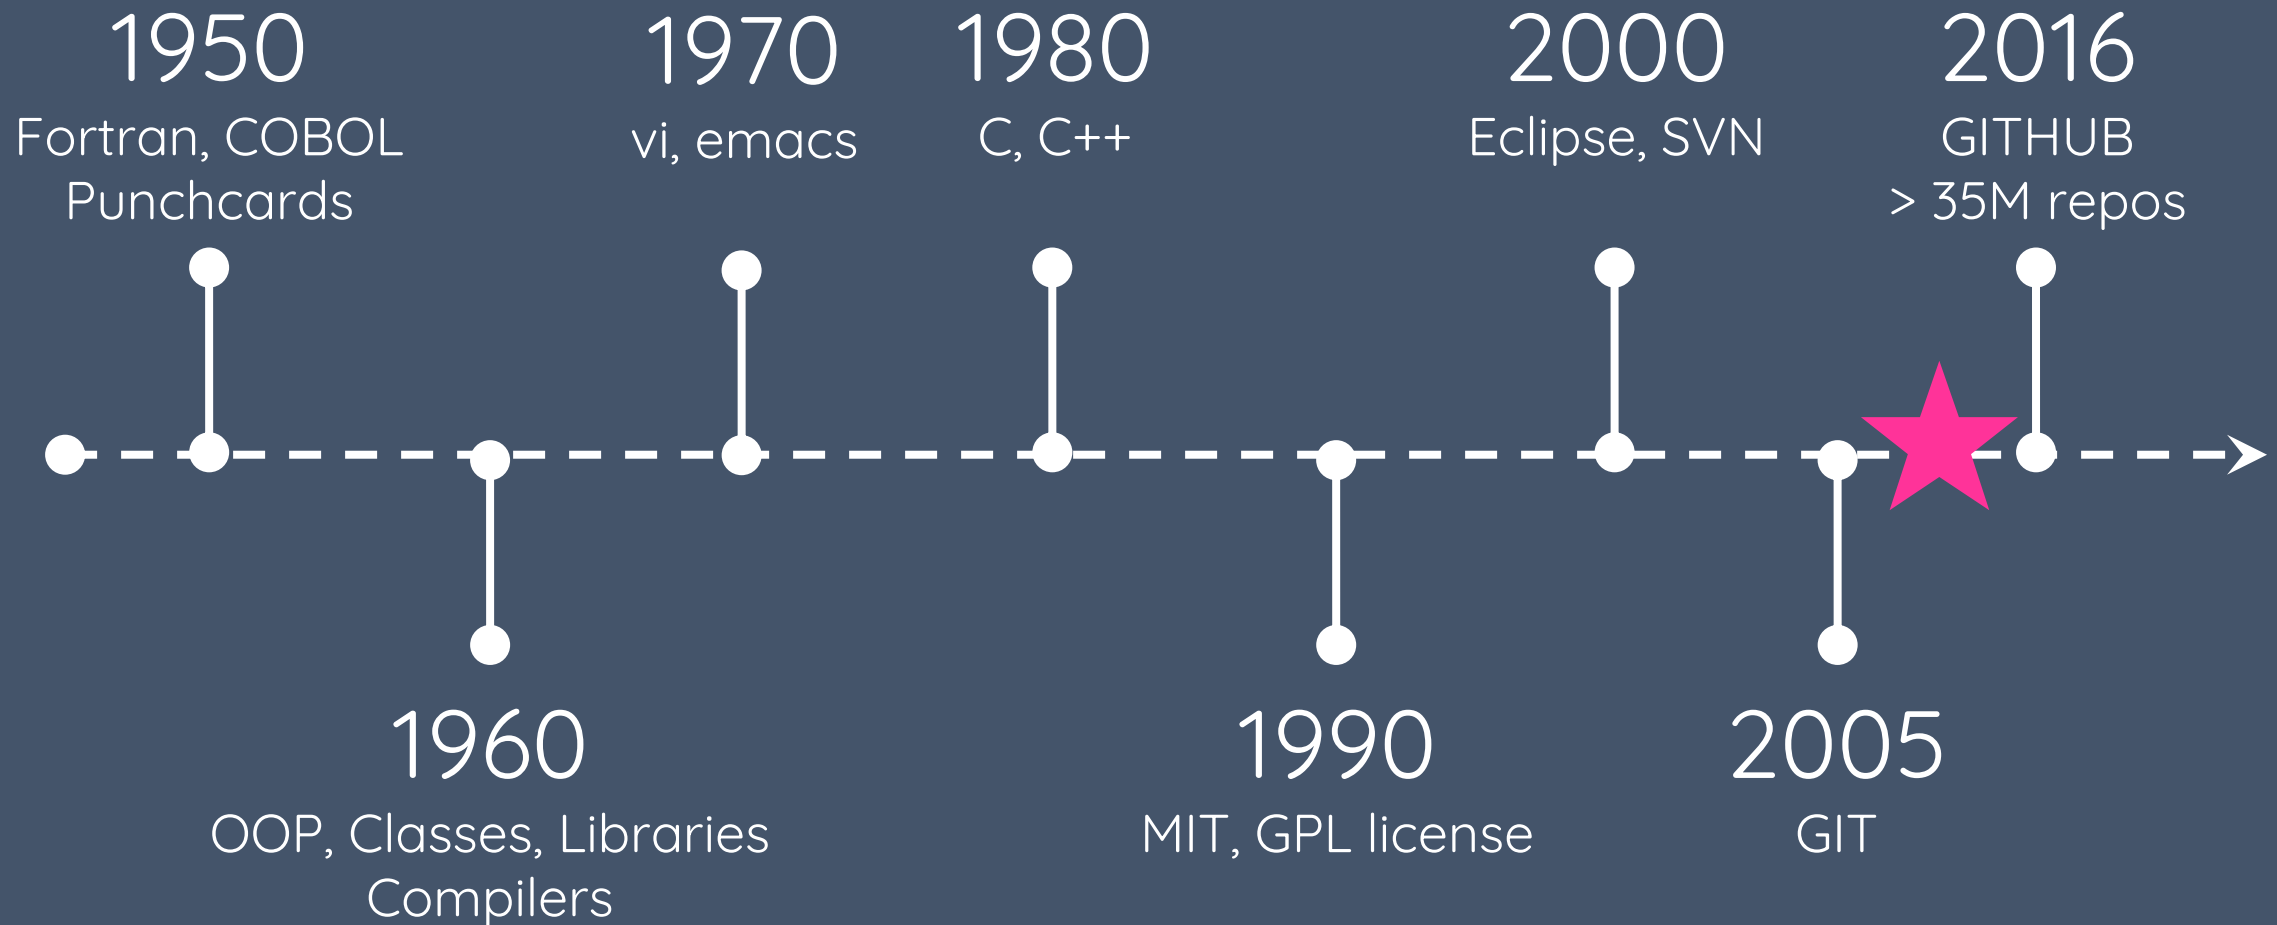 1950
Fortran, COBOL
Punchcards
1960
OOP, Classes, Libraries
Compilers
1970
vi, emacs
1980
C, C++
1990
MIT, GPL license
2000
Eclipse, SVN
2005
GIT
2016
GITHUB
> 35M repos